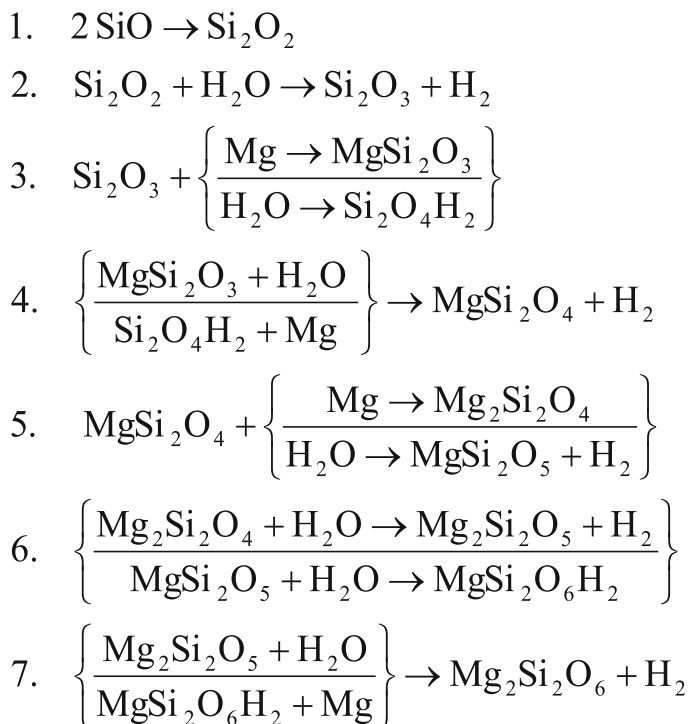 1. 2 SiO → Si₂O₂
2. Si₂O₂ + H₂O → Si₂O₃ + H₂
3. Si₂O₃ + { Mg → MgSi₂O₃
H₂O → Si₂O₄H₂ }
4. { MgSi₂O₃ + H₂O
Si₂O₄H₂ + Mg } → MgSi₂O₄ + H₂
5. MgSi₂O₄ + { Mg → Mg₂Si₂O₄
H₂O → MgSi₂O₅ + H₂ }
6. { Mg₂Si₂O₄ + H₂O → Mg₂Si₂O₅ + H₂
MgSi₂O₅ + H₂O → MgSi₂O₆H₂ }
7. { Mg₂Si₂O₅ + H₂O
MgSi₂O₆H₂ + Mg } → Mg₂Si₂O₆ + H₂